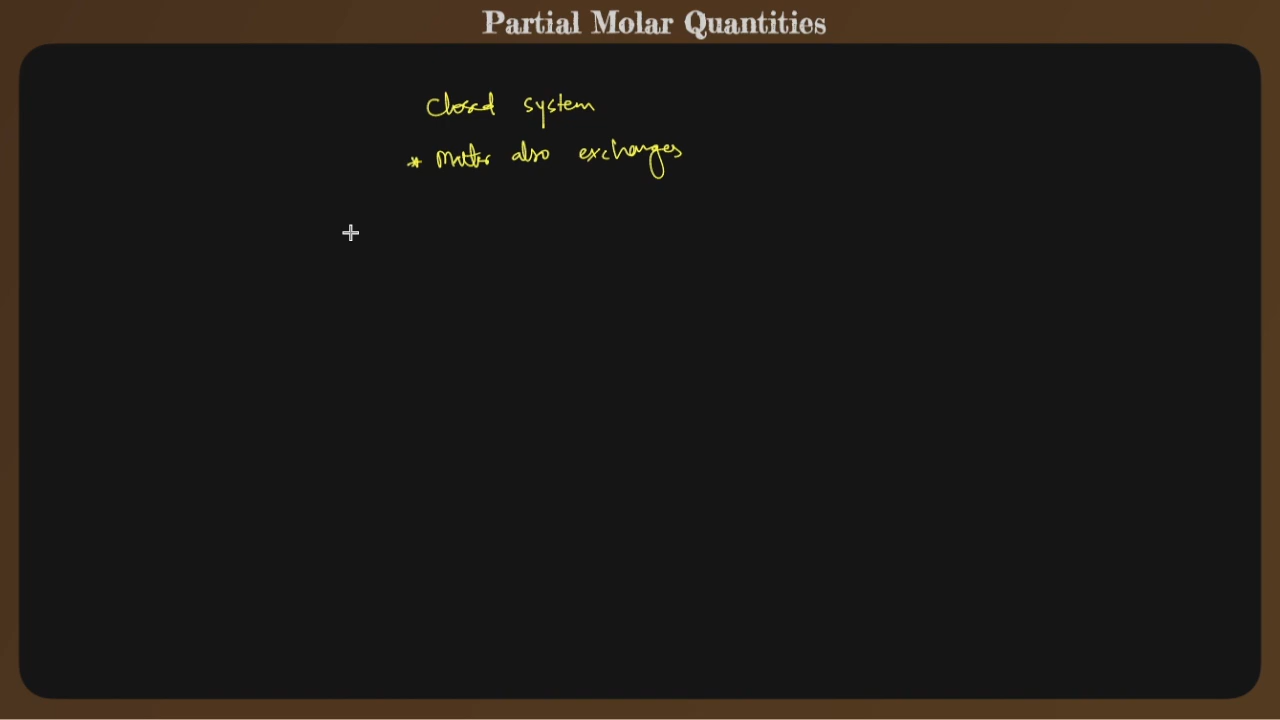 Partial Molar Quantities
Closed system
* Matter also exchanges